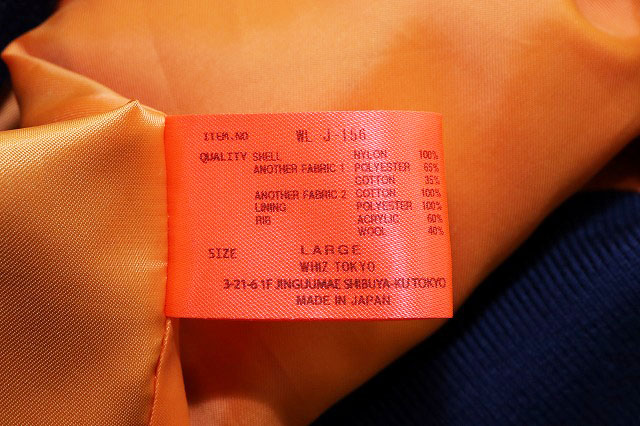 ITEM.NO WL J-156
QUALITY SHELL NYLON 100%
ANOTHER FABRIC 1 POLYESTER 65%
COTTON 35%
ANOTHER FABRIC 2 COTTON 100%
LINING POLYESTER 100%
RIB ACRYLIC 60%
WOOL 40%
SIZE LARGE
WHIZ TOKYO
3-21-6 1F JINGUUMAE SHIBUYA-KU TOKYO
MADE IN JAPAN